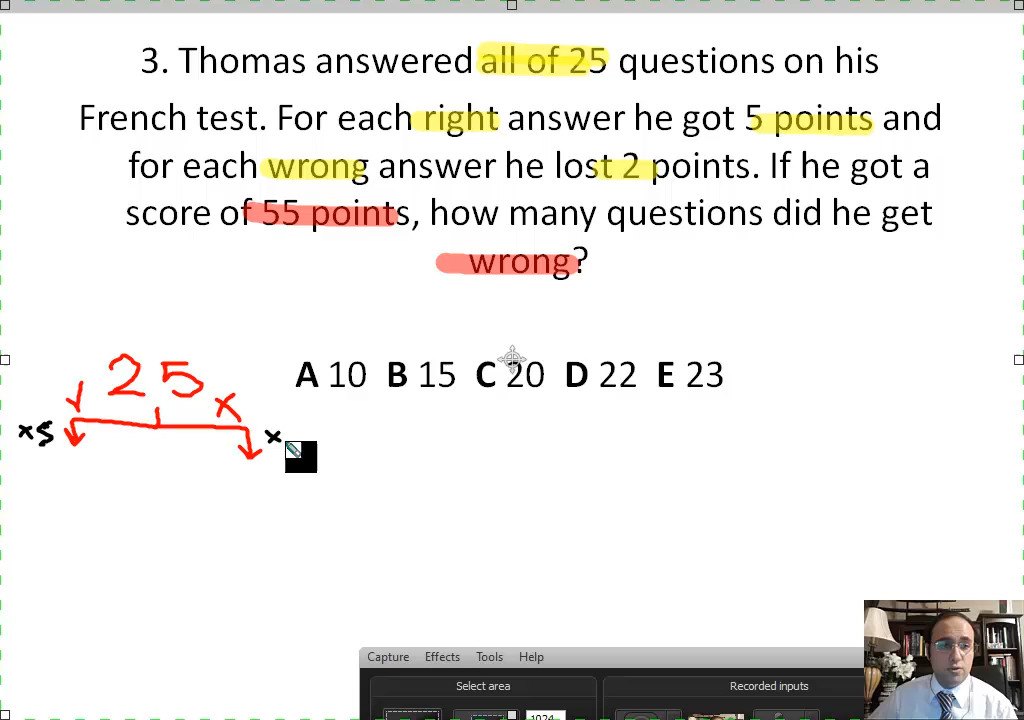 3. Thomas answered all of 25 questions on his
French test. For each right answer he got 5 points and
for each wrong answer he lost 2 points. If he got a
score of 55 points, how many questions did he get
wrong?
A 10 B 15 C 20 D 22 E 23
25
×5
×
Capture Effects Tools Help
Select area
Recorded inputs
1024